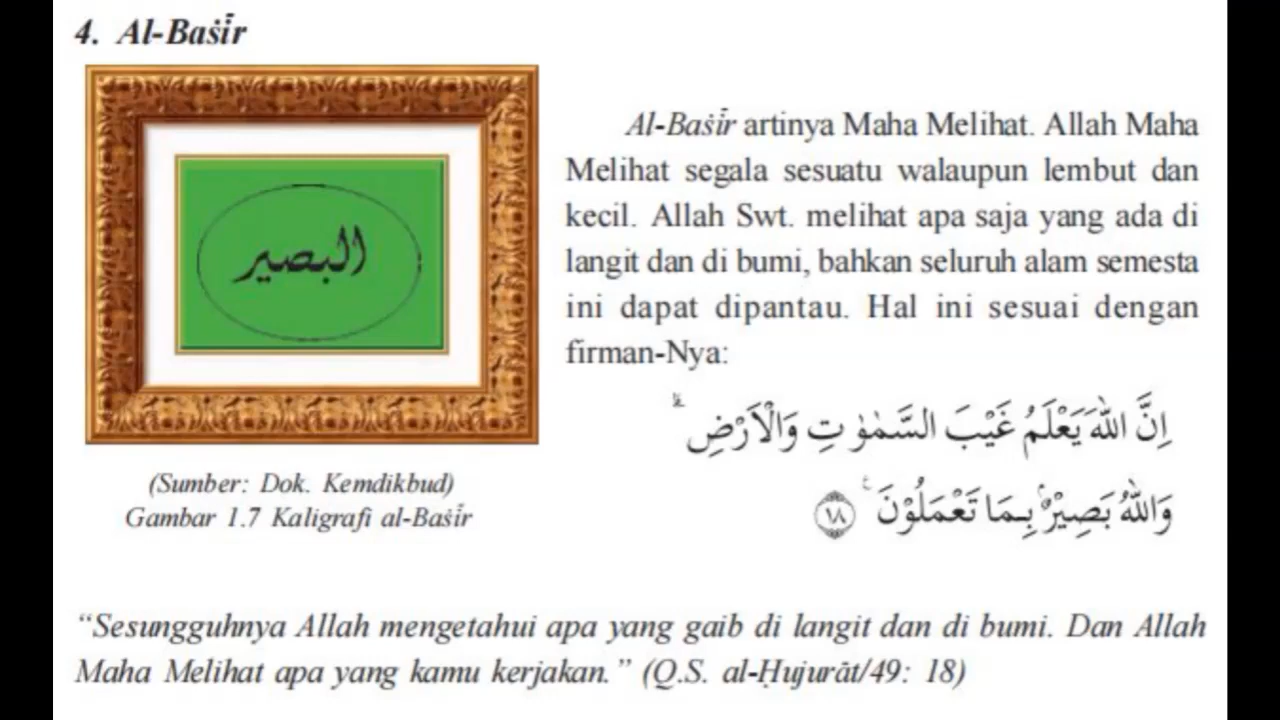 4. Al-Baṡīr
البصير
Al-Baṡīr artinya Maha Melihat. Allah Maha
Melihat segala sesuatu walaupun lembut dan
kecil. Allah Swt. melihat apa saja yang ada di
langit dan di bumi, bahkan seluruh alam semesta
ini dapat dipantau. Hal ini sesuai dengan
firman-Nya:
اِنَّ اللّٰهَ يَعْلَمُ غَيْبَ السَّمٰوٰتِ وَالْاَرْضِۗ
وَاللّٰهُ بَصِيْرٌۢ بِمَا تَعْمَلُوْنَ ࣖ ١٨
(Sumber: Dok. Kemdikbud)
Gambar 1.7 Kaligrafi al-Baṡīr
“Sesungguhnya Allah mengetahui apa yang gaib di langit dan di bumi. Dan Allah
Maha Melihat apa yang kamu kerjakan.” (Q.S. al-Ḥujurāt/49: 18)